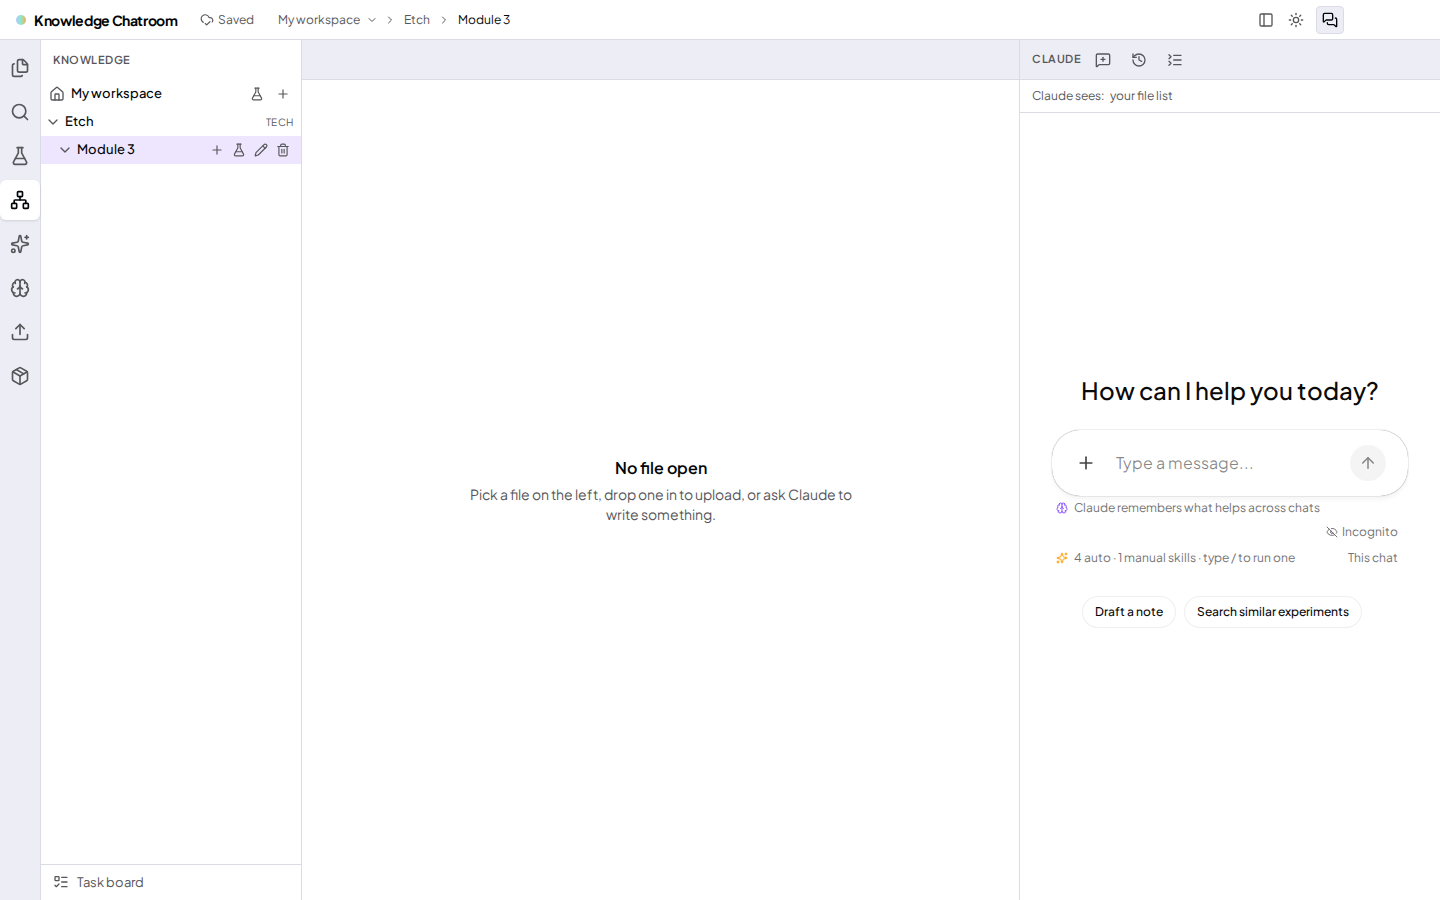 Knowledge Chatroom
Saved
My workspace
Etch
Module 3
KNOWLEDGE
My workspace
Etch
TECH
Module 3
Task board
No file open
Pick a file on the left, drop one in to upload, or ask Claude to
write something.
CLAUDE
Claude sees: your file list
How can I help you today?
Type a message...
Claude remembers what helps across chats
Incognito
4 auto · 1 manual skills · type / to run one
This chat
Draft a note
Search similar experiments